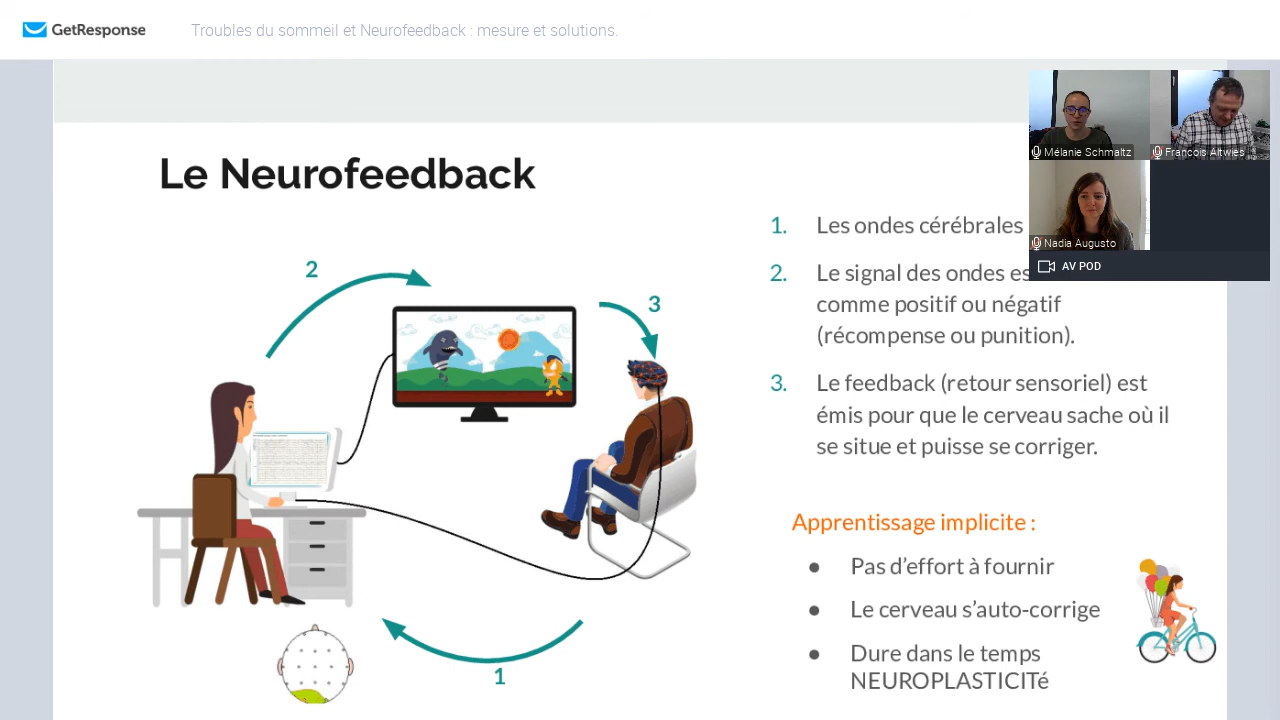 GetResponse
Troubles du sommeil et Neurofeedback : mesure et solutions.
Mélanie Schmaltz
François Altwies
Nadia Augusto
AV POD
Le Neurofeedback
1. Les ondes cérébrales
2. Le signal des ondes es
comme positif ou négatif
(récompense ou punition).
3. Le feedback (retour sensoriel) est
émis pour que le cerveau sache où il
se situe et puisse se corriger.
2
3
1
Apprentissage implicite :
● Pas d’effort à fournir
● Le cerveau s’auto-corrige
● Dure dans le temps
NEUROPLASTICITé